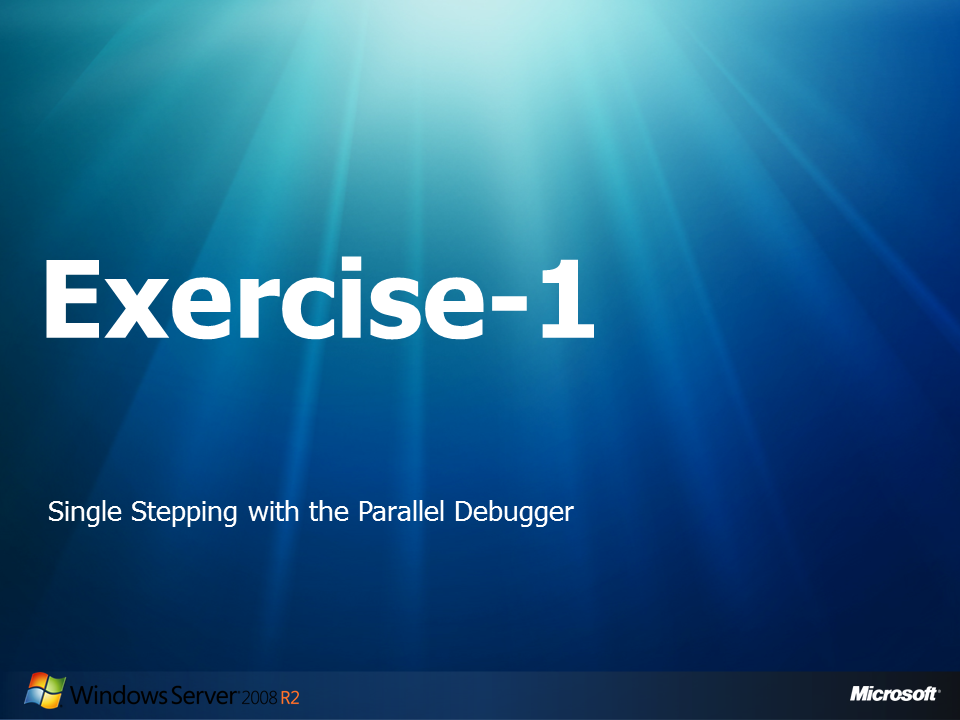 Exercise-1
Single Stepping with the Parallel Debugger
Windows Server 2008 R2
Microsoft®